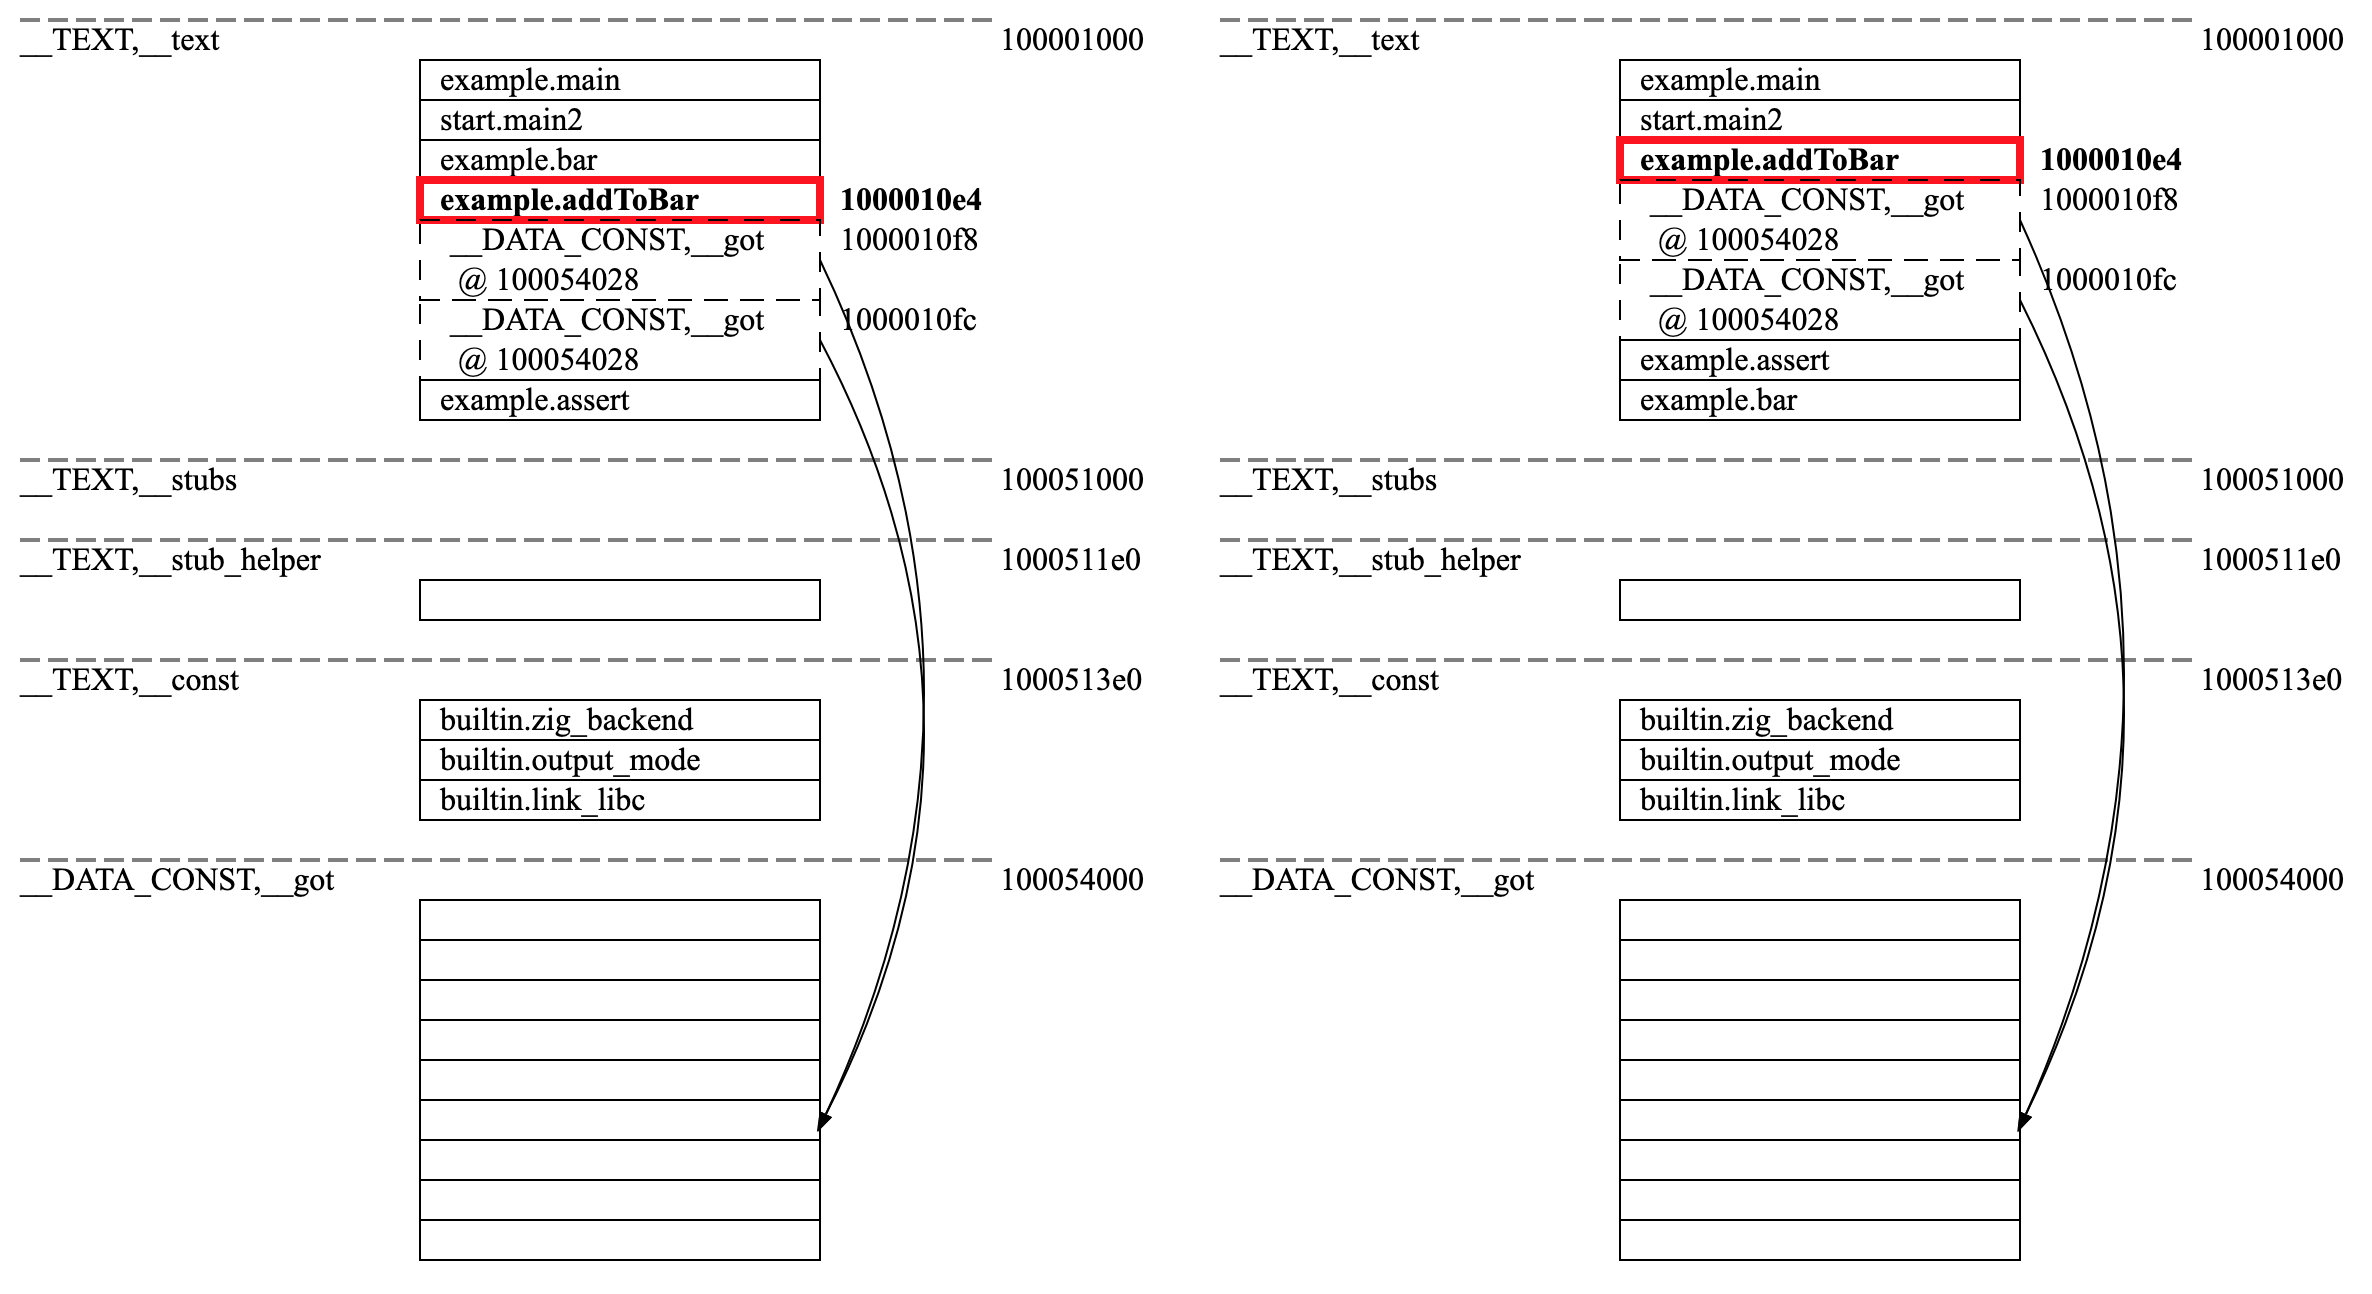 __TEXT,__text 100001000
example.main
start.main2
example.bar
example.addToBar 1000010e4
__DATA_CONST,__got 1000010f8
@ 100054028
__DATA_CONST,__got 1000010fc
@ 100054028
example.assert
__TEXT,__stubs 100051000
__TEXT,__stub_helper 1000511e0
__TEXT,__const 1000513e0
builtin.zig_backend
builtin.output_mode
builtin.link_libc
__DATA_CONST,__got 100054000
__TEXT,__text 100001000
example.main
start.main2
example.addToBar 1000010e4
__DATA_CONST,__got 1000010f8
@ 100054028
__DATA_CONST,__got 1000010fc
@ 100054028
example.assert
example.bar
__TEXT,__stubs 100051000
__TEXT,__stub_helper 1000511e0
__TEXT,__const 1000513e0
builtin.zig_backend
builtin.output_mode
builtin.link_libc
__DATA_CONST,__got 100054000